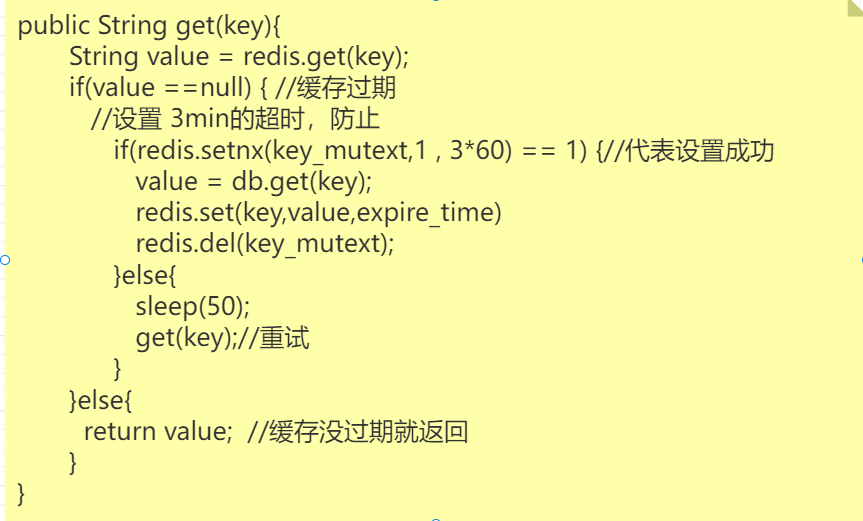 public String get(key){
String value = redis.get(key);
if(value ==null) { //缓存过期
//设置 3min的超时，防止
if(redis.setnx(key_mutext,1 , 3*60) == 1) {//代表设置成功
value = db.get(key);
redis.set(key,value,expire_time)
redis.del(key_mutext);
}else{
sleep(50);
get(key);//重试
}
}else{
return value;  //缓存没过期就返回
}
}